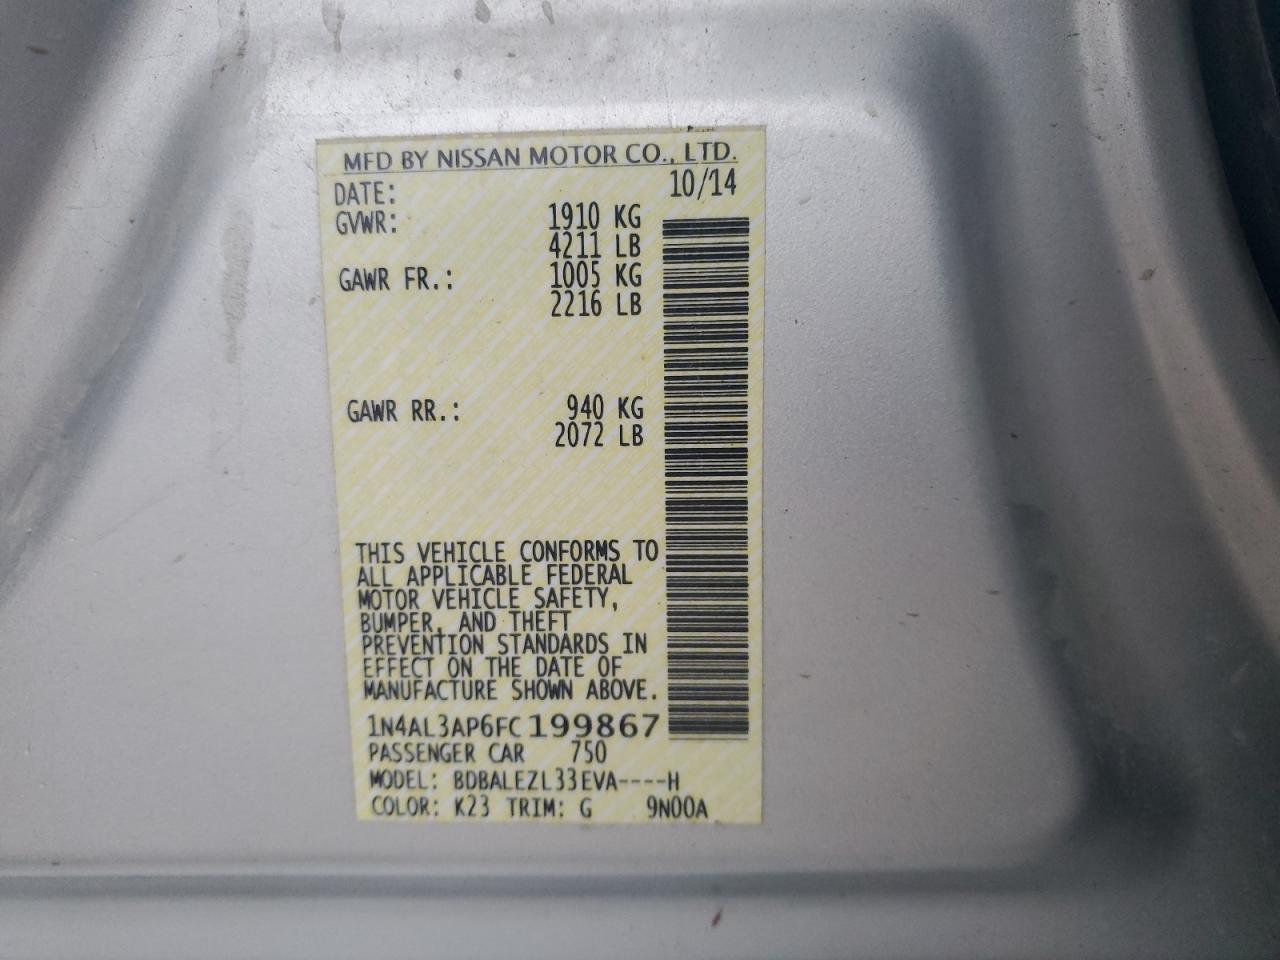 MFD BY NISSAN MOTOR CO., LTD.
DATE: 10/14
GVWR: 1910 KG
4211 LB
GAWR FR.: 1005 KG
2216 LB
GAWR RR.: 940 KG
2072 LB
THIS VEHICLE CONFORMS TO
ALL APPLICABLE FEDERAL
MOTOR VEHICLE SAFETY,
BUMPER, AND THEFT
PREVENTION STANDARDS IN
EFFECT ON THE DATE OF
MANUFACTURE SHOWN ABOVE.
1N4AL3AP6FC199867
PASSENGER CAR 750
MODEL: BDBALEZL33EVA----H
COLOR: K23 TRIM: G 9N00A